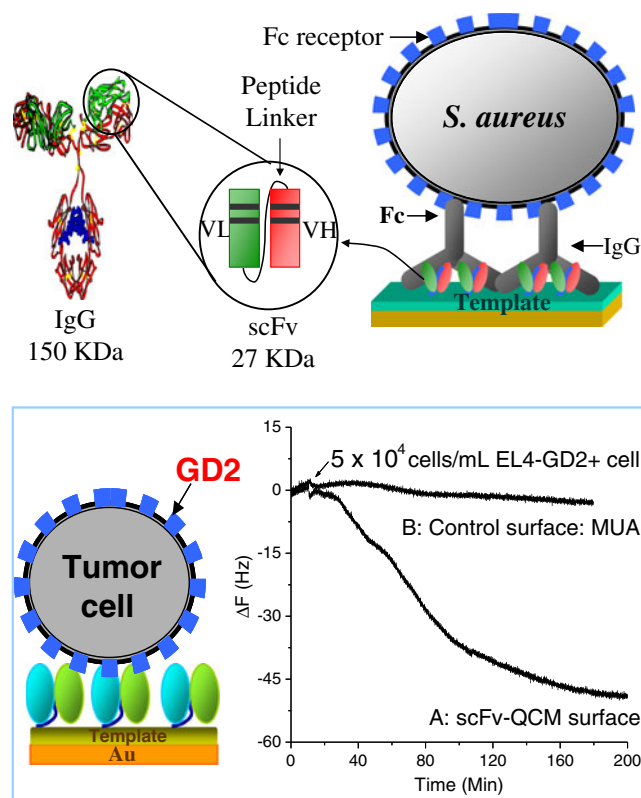 Fc receptor
Peptide
Linker
S. aureus
VL
VH
Fc
IgG
Template
IgG
150 KDa
scFv
27 KDa
GD2
Tumor
cell
Template
Au
15
0
-15
-30
-45
-60
ΔF (Hz)
5 x 10⁴ cells/mL EL4-GD2+ cell
B: Control surface: MUA
A: scFv-QCM surface
0 40 80 120 160 200
Time (Min)